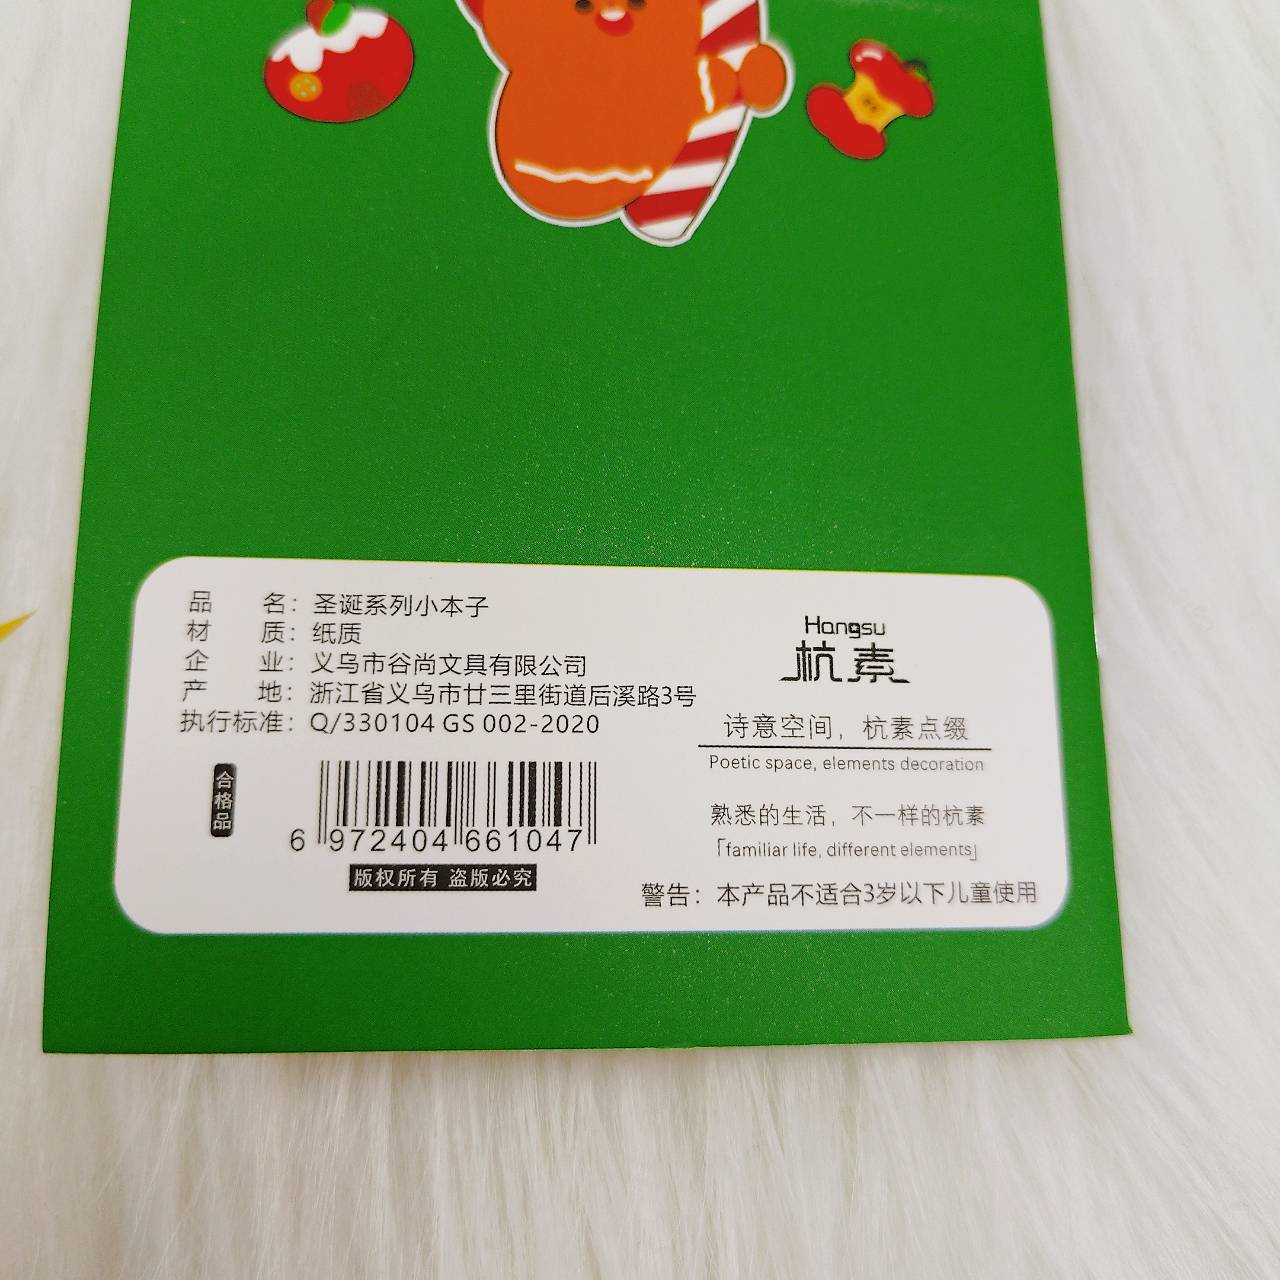 品 名：圣诞系列小本子
材 质：纸质
企 业：义乌市谷尚文具有限公司
产 地：浙江省义乌市廿三里街道后溪路3号
执行标准：Q/330104 GS 002-2020
合格品
6 972404 661047
版权所有 盗版必究
Hangsu
杭素
诗意空间，杭素点缀
Poetic space, elements decoration
熟悉的生活，不一样的杭素
「familiar life, different elements」
警告：本产品不适合3岁以下儿童使用